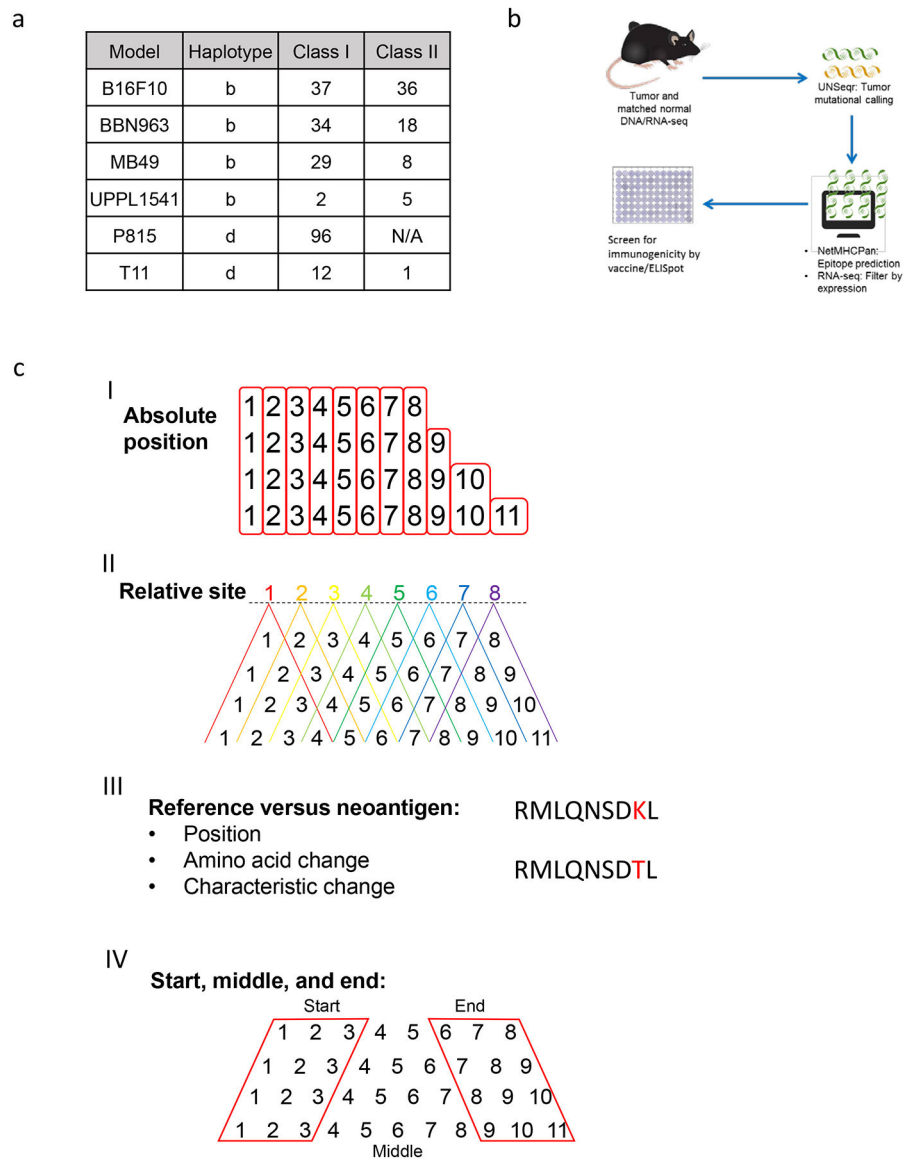 a
Model Haplotype Class I Class II
B16F10 b 37 36
BBN963 b 34 18
MB49 b 29 8
UPPL1541 b 2 5
P815 d 96 N/A
T11 d 12 1
b
Tumor and
matched normal
DNA/RNA-seq
UNSeqr: Tumor
mutational calling
• NetMHCPan:
Epitope prediction
• RNA-seq: Filter by
expression
Screen for
immunogenicity by
vaccine/ELISpot
c
I
Absolute
position
1 2 3 4 5 6 7 8
1 2 3 4 5 6 7 8 9
1 2 3 4 5 6 7 8 9 10
1 2 3 4 5 6 7 8 9 10 11
II
Relative site 1 2 3 4 5 6 7 8
1 2 3 4 5 6 7 8
1 2 3 4 5 6 7 8 9
1 2 3 4 5 6 7 8 9 10
1 2 3 4 5 6 7 8 9 10 11
III
Reference versus neoantigen:
• Position
• Amino acid change
• Characteristic change
RMLQNSDKL
RMLQNSDTL
IV
Start, middle, and end:
Start End
1 2 3 4 5 6 7 8
1 2 3 4 5 6 7 8 9
1 2 3 4 5 6 7 8 9 10
1 2 3 4 5 6 7 8 9 10 11
Middle